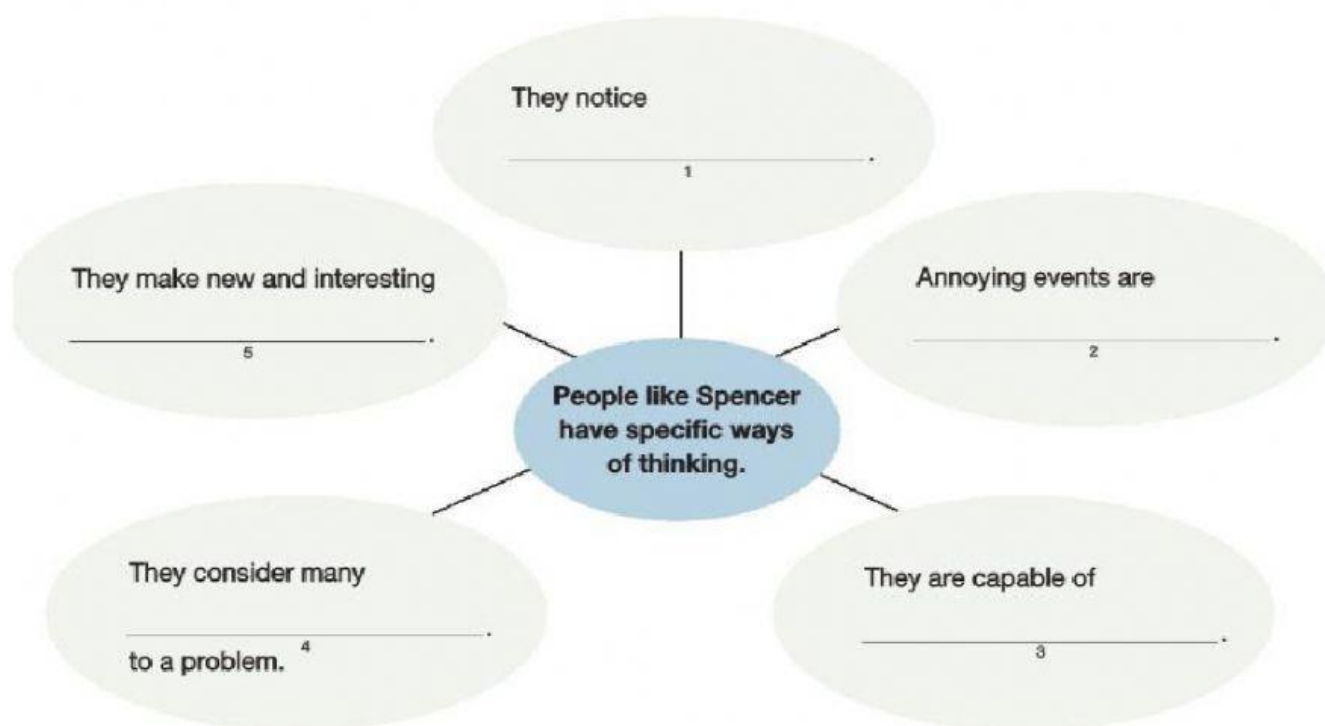 They notice
.
1
Annoying events are
.
2
They are capable of
.
3
They consider many
.
4
to a problem.
They make new and interesting
.
5
People like Spencer
have specific ways
of thinking.